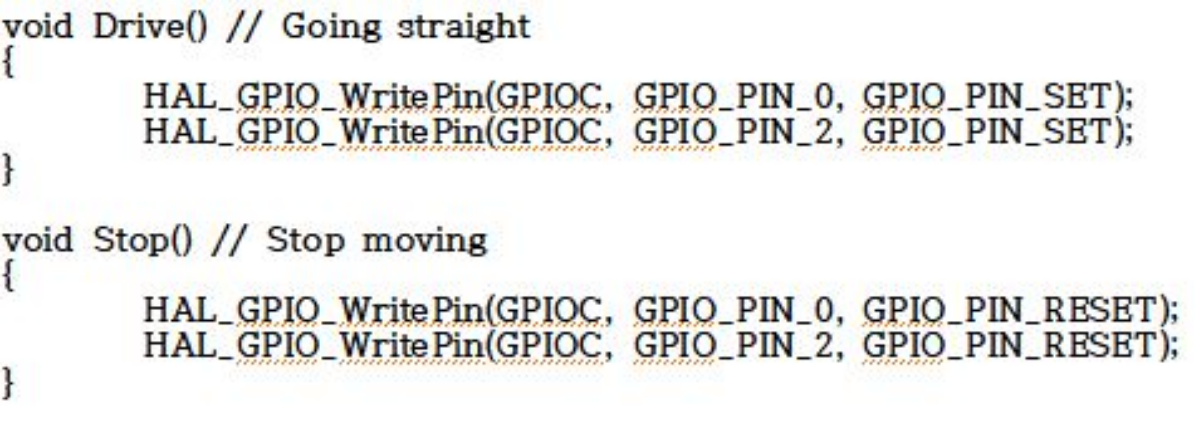 void Drive() // Going straight
{
HAL_GPIO_WritePin(GPIOC, GPIO_PIN_0, GPIO_PIN_SET);
HAL_GPIO_WritePin(GPIOC, GPIO_PIN_2, GPIO_PIN_SET);
}
void Stop() // Stop moving
{
HAL_GPIO_WritePin(GPIOC, GPIO_PIN_0, GPIO_PIN_RESET);
HAL_GPIO_WritePin(GPIOC, GPIO_PIN_2, GPIO_PIN_RESET);
}